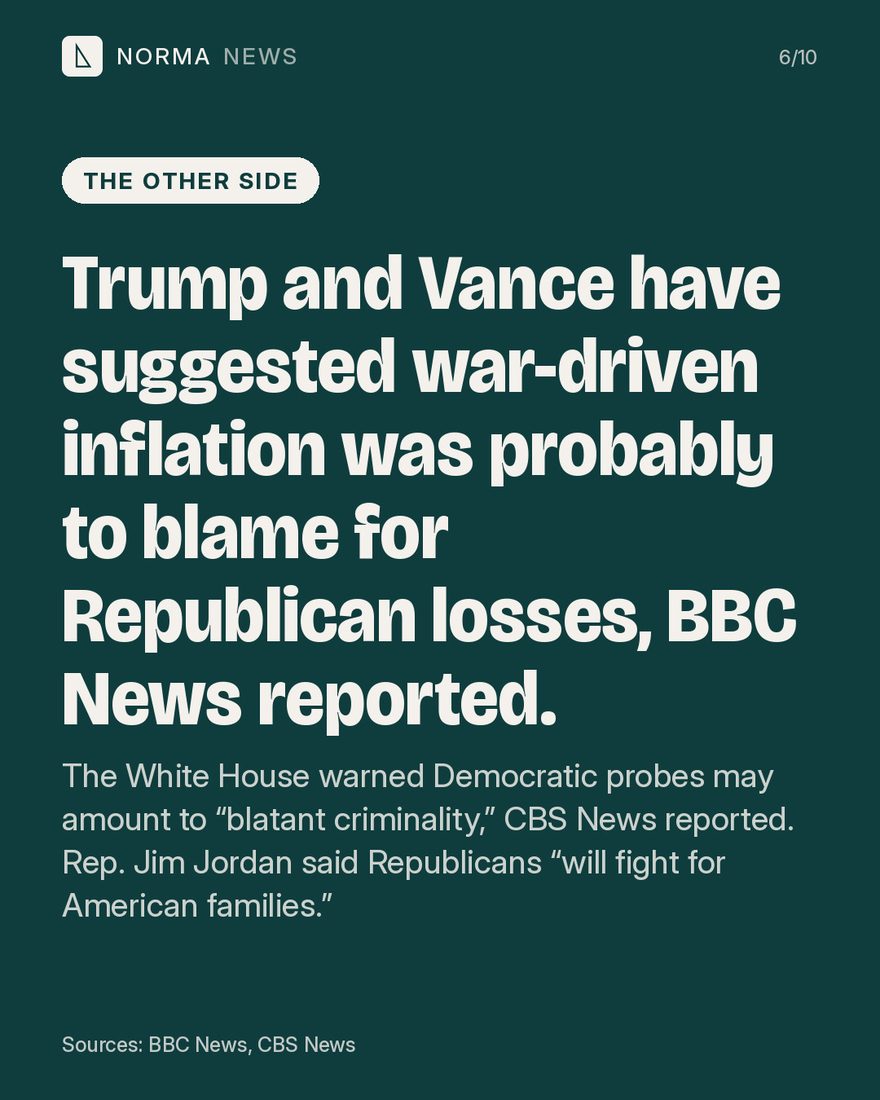 NORMA NEWS
6/10
THE OTHER SIDE
Trump and Vance have
suggested war-driven
inflation was probably
to blame for
Republican losses, BBC
News reported.
The White House warned Democratic probes may
amount to “blatant criminality,” CBS News reported.
Rep. Jim Jordan said Republicans “will fight for
American families.”
Sources: BBC News, CBS News